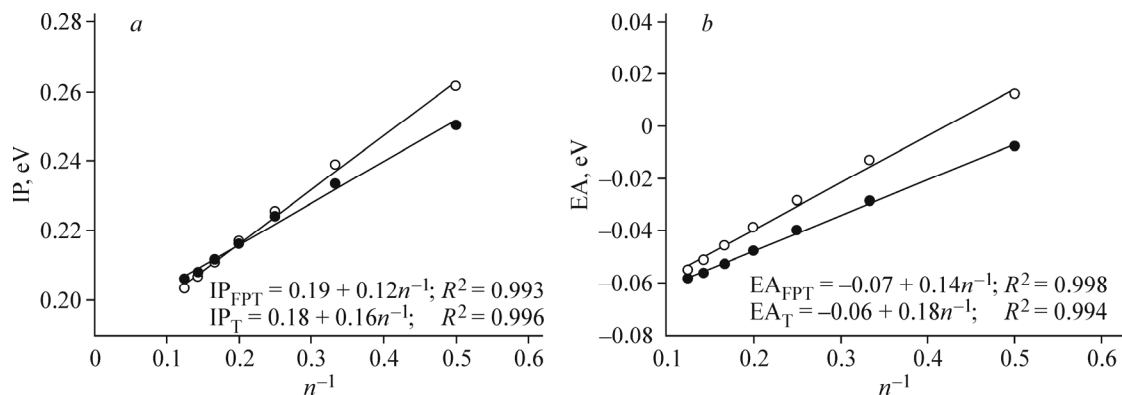 a
IP, eV
0.28
0.26
0.24
0.22
0.20
IP_FPT = 0.19 + 0.12n⁻¹; R² = 0.993
IP_T = 0.18 + 0.16n⁻¹; R² = 0.996
0 0.1 0.2 0.3 0.4 0.5 0.6
n⁻¹
b
EA, eV
0.04
0.02
0
–0.02
–0.04
–0.06
–0.08
EA_FPT = –0.07 + 0.14n⁻¹; R² = 0.998
EA_T = –0.06 + 0.18n⁻¹; R² = 0.994
0.1 0.2 0.3 0.4 0.5 0.6
n⁻¹